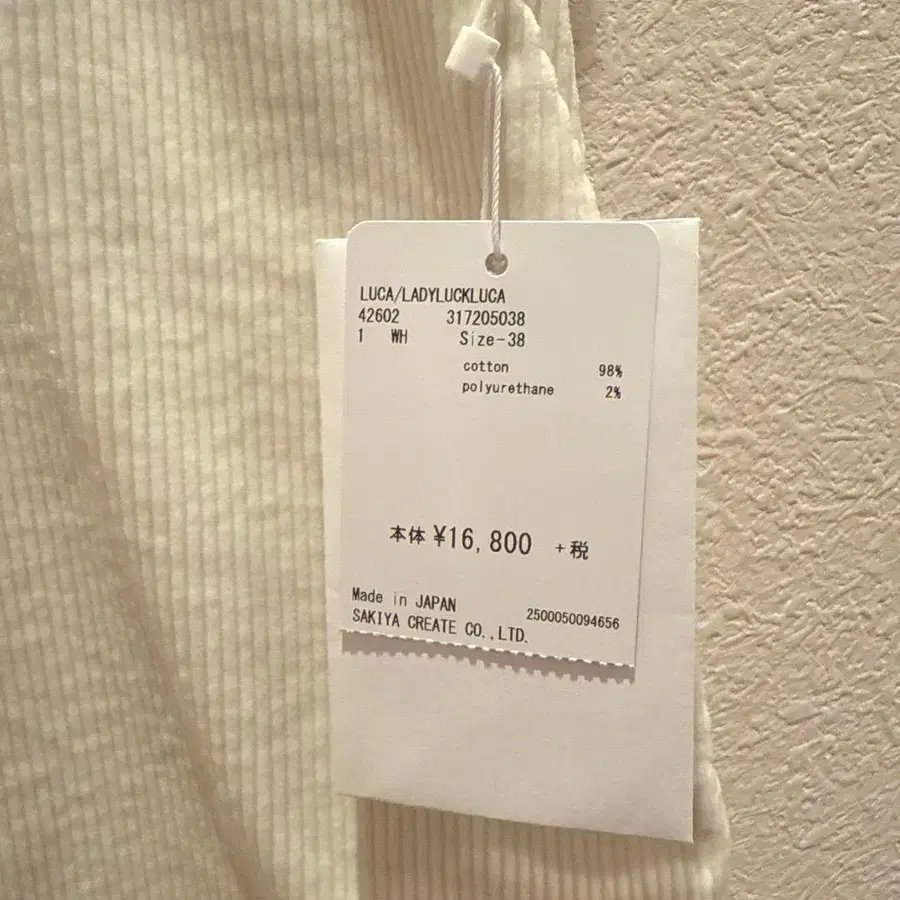 LUCA/LADYLUCKLUCA
42602 317205038
1 WH Size-38
cotton 98%
polyurethane 2%
本体 ¥16,800 +税
Made in JAPAN
2500050094656
SAKIYA CREATE CO.,LTD.